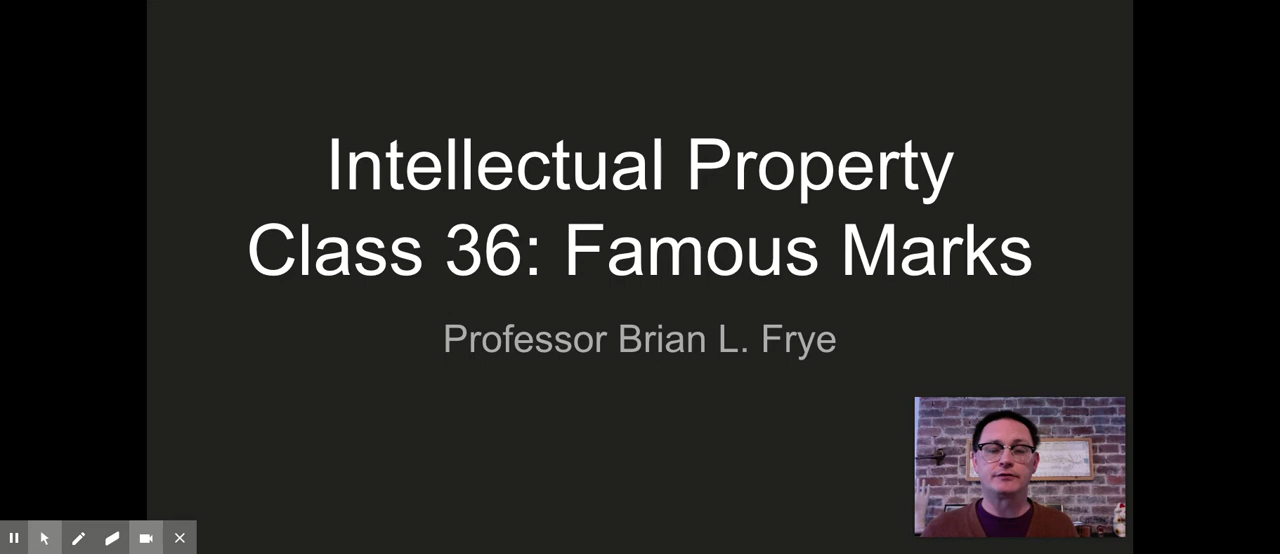 Intellectual Property
Class 36: Famous Marks
Professor Brian L. Frye